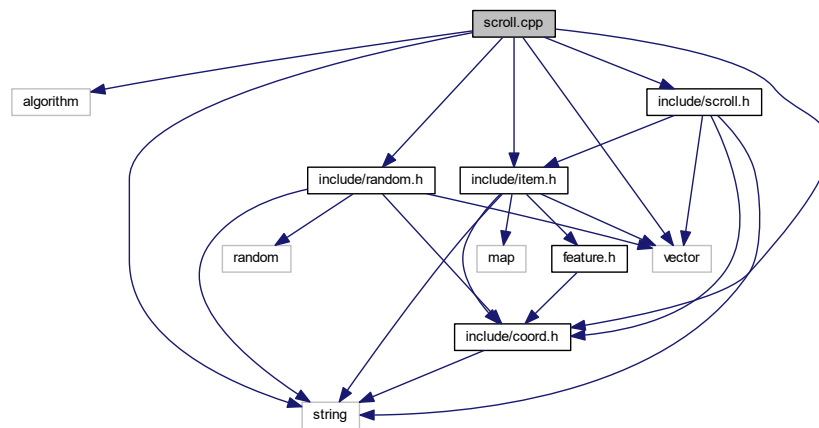 scroll.cpp
algorithm
include/scroll.h
include/random.h
include/item.h
random
map
feature.h
vector
include/coord.h
string